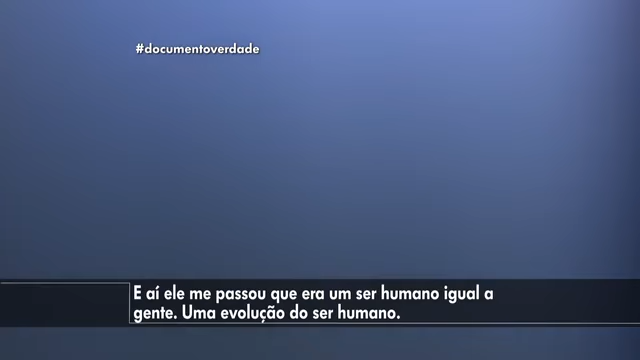 #documentoverdade
E aí ele me passou que era um ser humano igual a
gente. Uma evolução do ser humano.